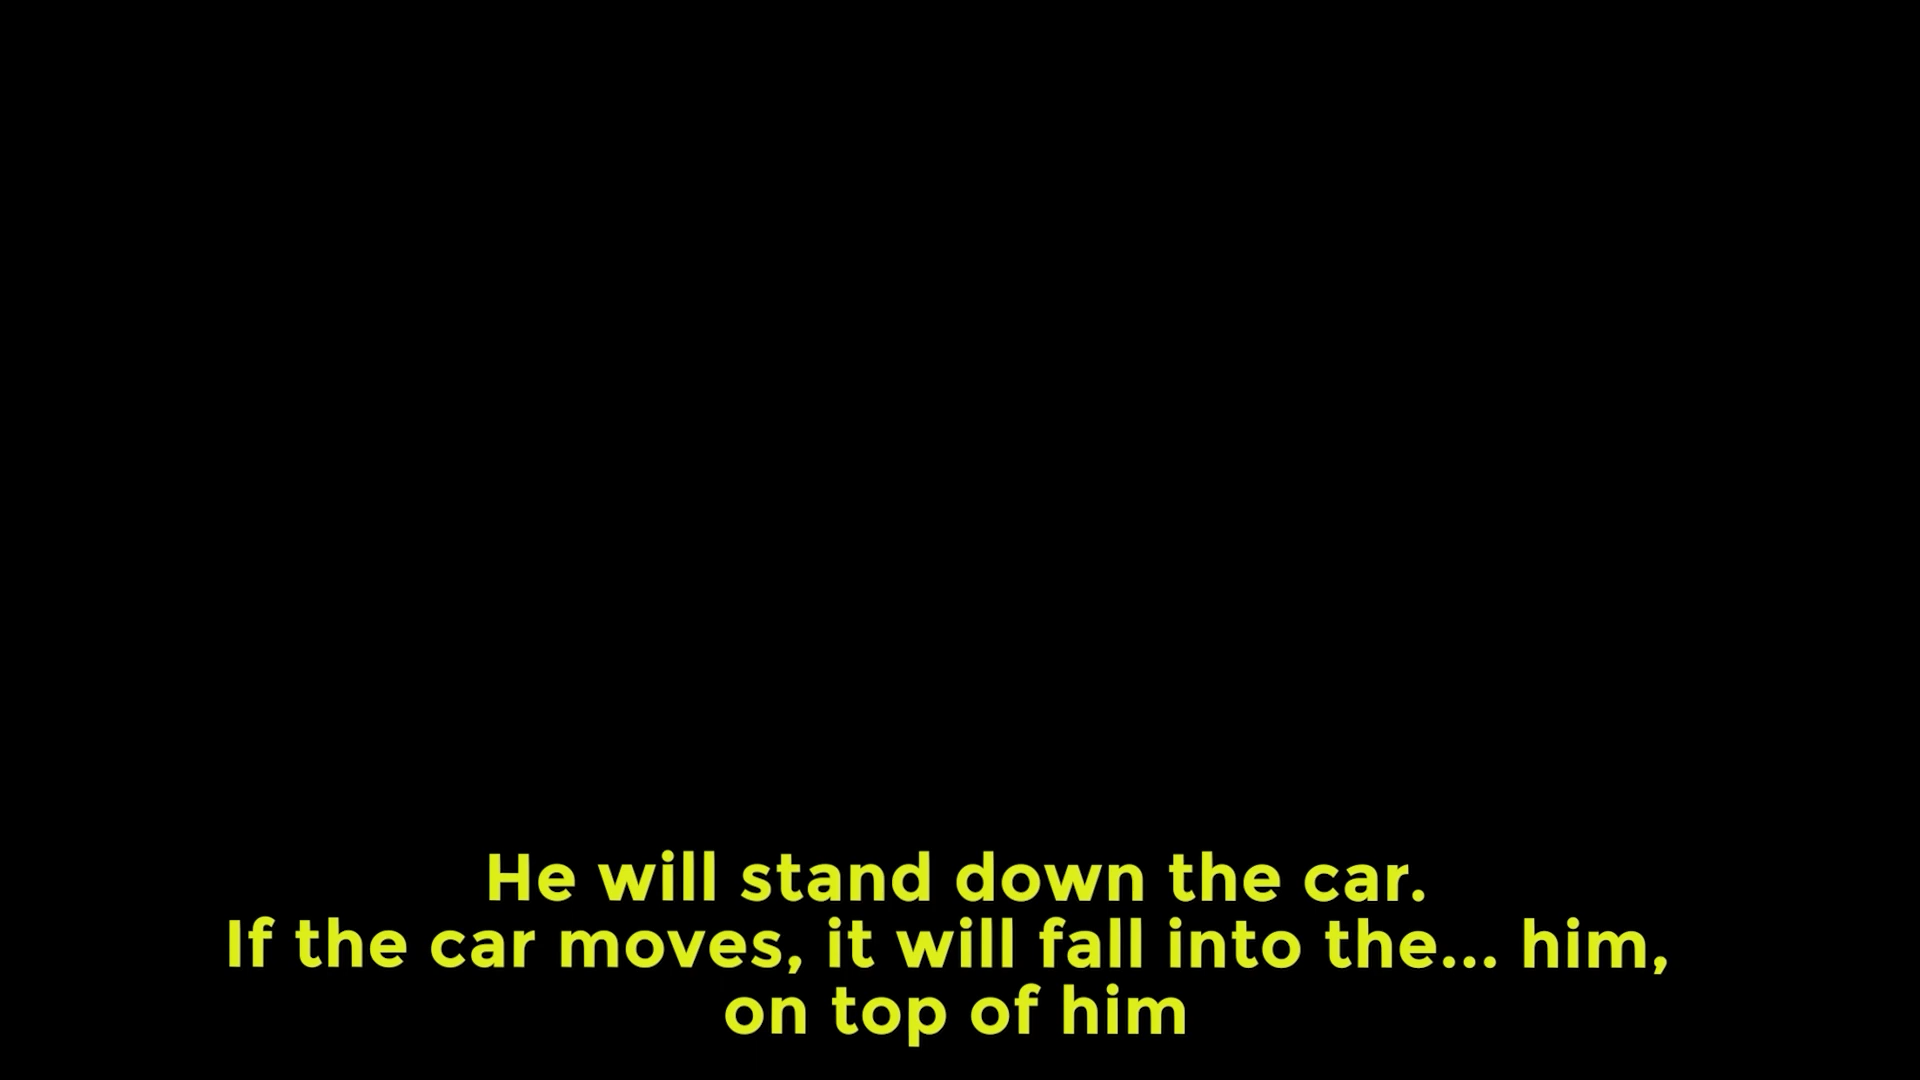 He will stand down the car.
If the car moves, it will fall into the... him,
on top of him